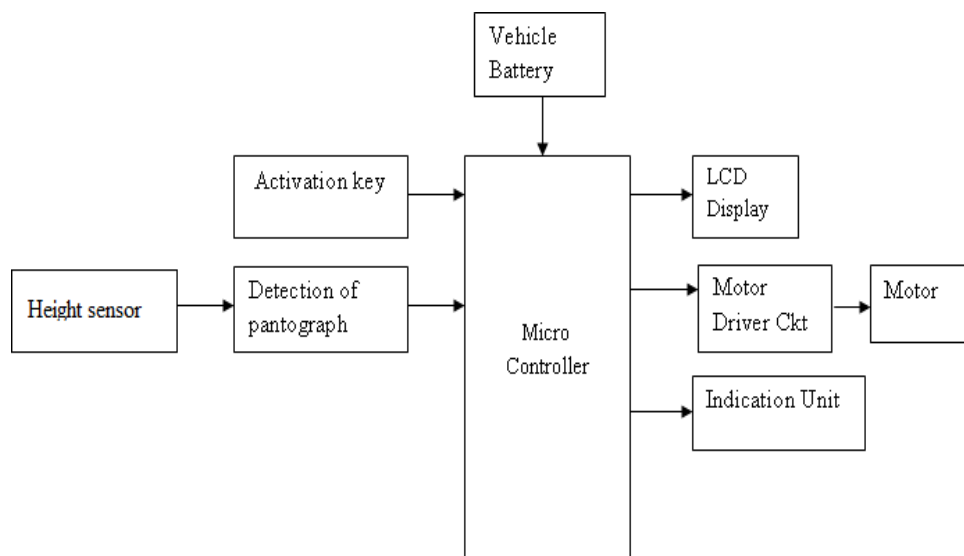 Vehicle
Battery
Activation key
LCD
Display
Height sensor
Detection of
pantograph
Micro
Controller
Motor
Driver Ckt
Motor
Indication Unit